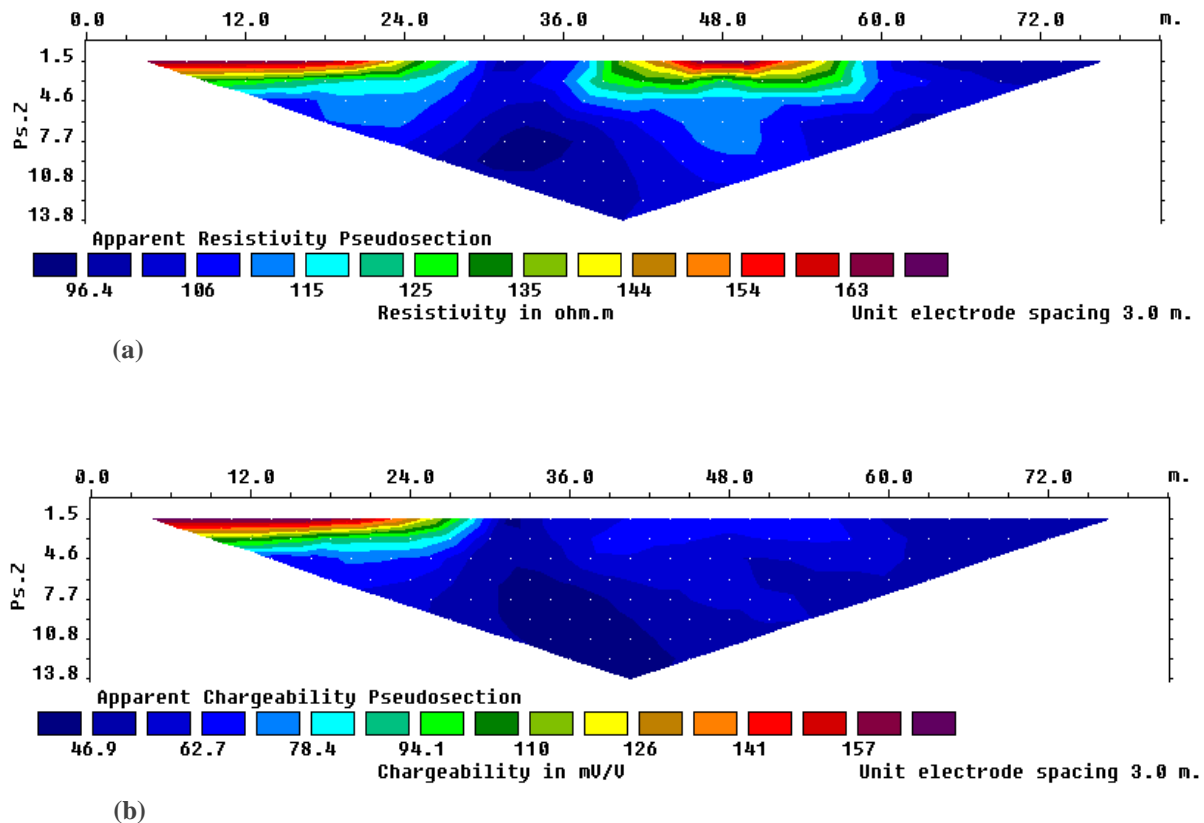 0.0 12.0 24.0 36.0 48.0 60.0 72.0 m.
1.5
4.6
7.7
10.8
13.8
Ps.Z
Apparent Resistivity Pseudosection
96.4 106 115 125 135 144 154 163
Resistivity in ohm.m Unit electrode spacing 3.0 m.
(a)
0.0 12.0 24.0 36.0 48.0 60.0 72.0 m.
1.5
4.6
7.7
10.8
13.8
Ps.Z
Apparent Chargeability Pseudosection
46.9 62.7 78.4 94.1 110 126 141 157
Chargeability in mV/V Unit electrode spacing 3.0 m.
(b)